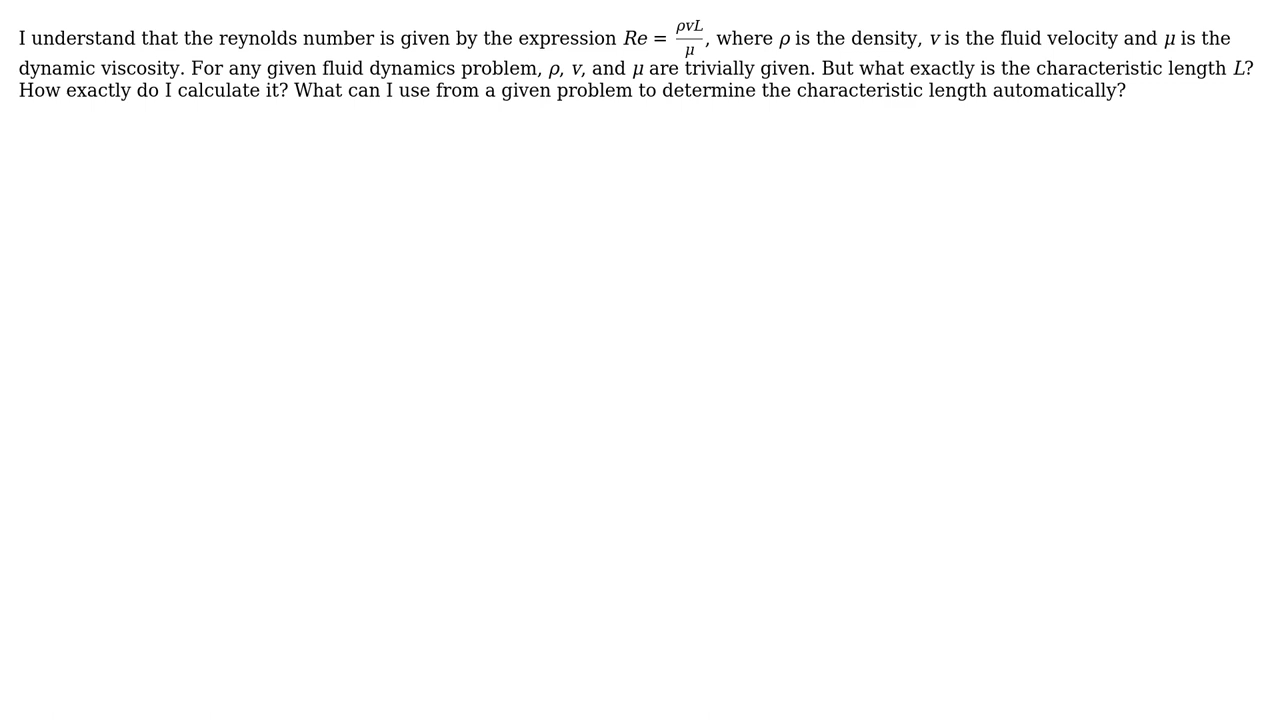 I understand that the reynolds number is given by the expression Re = ρvL/μ, where ρ is the density, v is the fluid velocity and μ is the
dynamic viscosity. For any given fluid dynamics problem, ρ, v, and μ are trivially given. But what exactly is the characteristic length L?
How exactly do I calculate it? What can I use from a given problem to determine the characteristic length automatically?